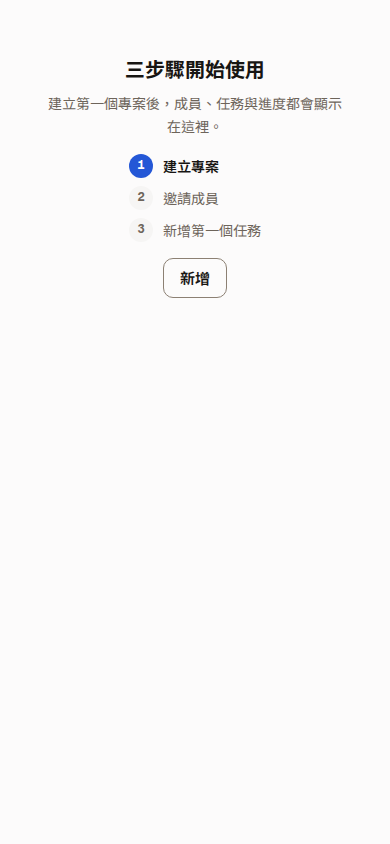 三步驟開始使用
建立第一個專案後，成員、任務與進度都會顯示
在這裡。
1 建立專案
2 邀請成員
3 新增第一個任務
新增